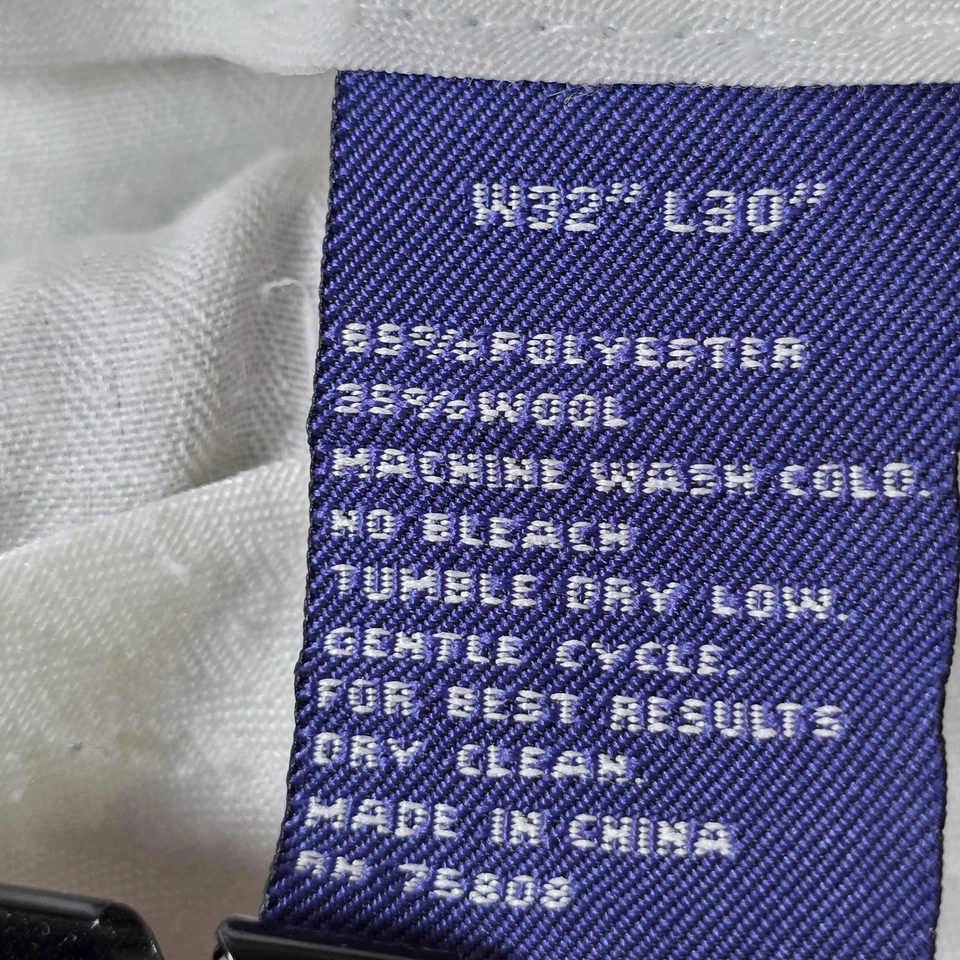 W32" L30"
65%POLYESTER
35%WOOL
MACHINE WASH COLD.
NO BLEACH
TUMBLE DRY LOW.
GENTLE CYCLE.
FOR BEST RESULTS
DRY CLEAN.
MADE IN CHINA
RN 75808